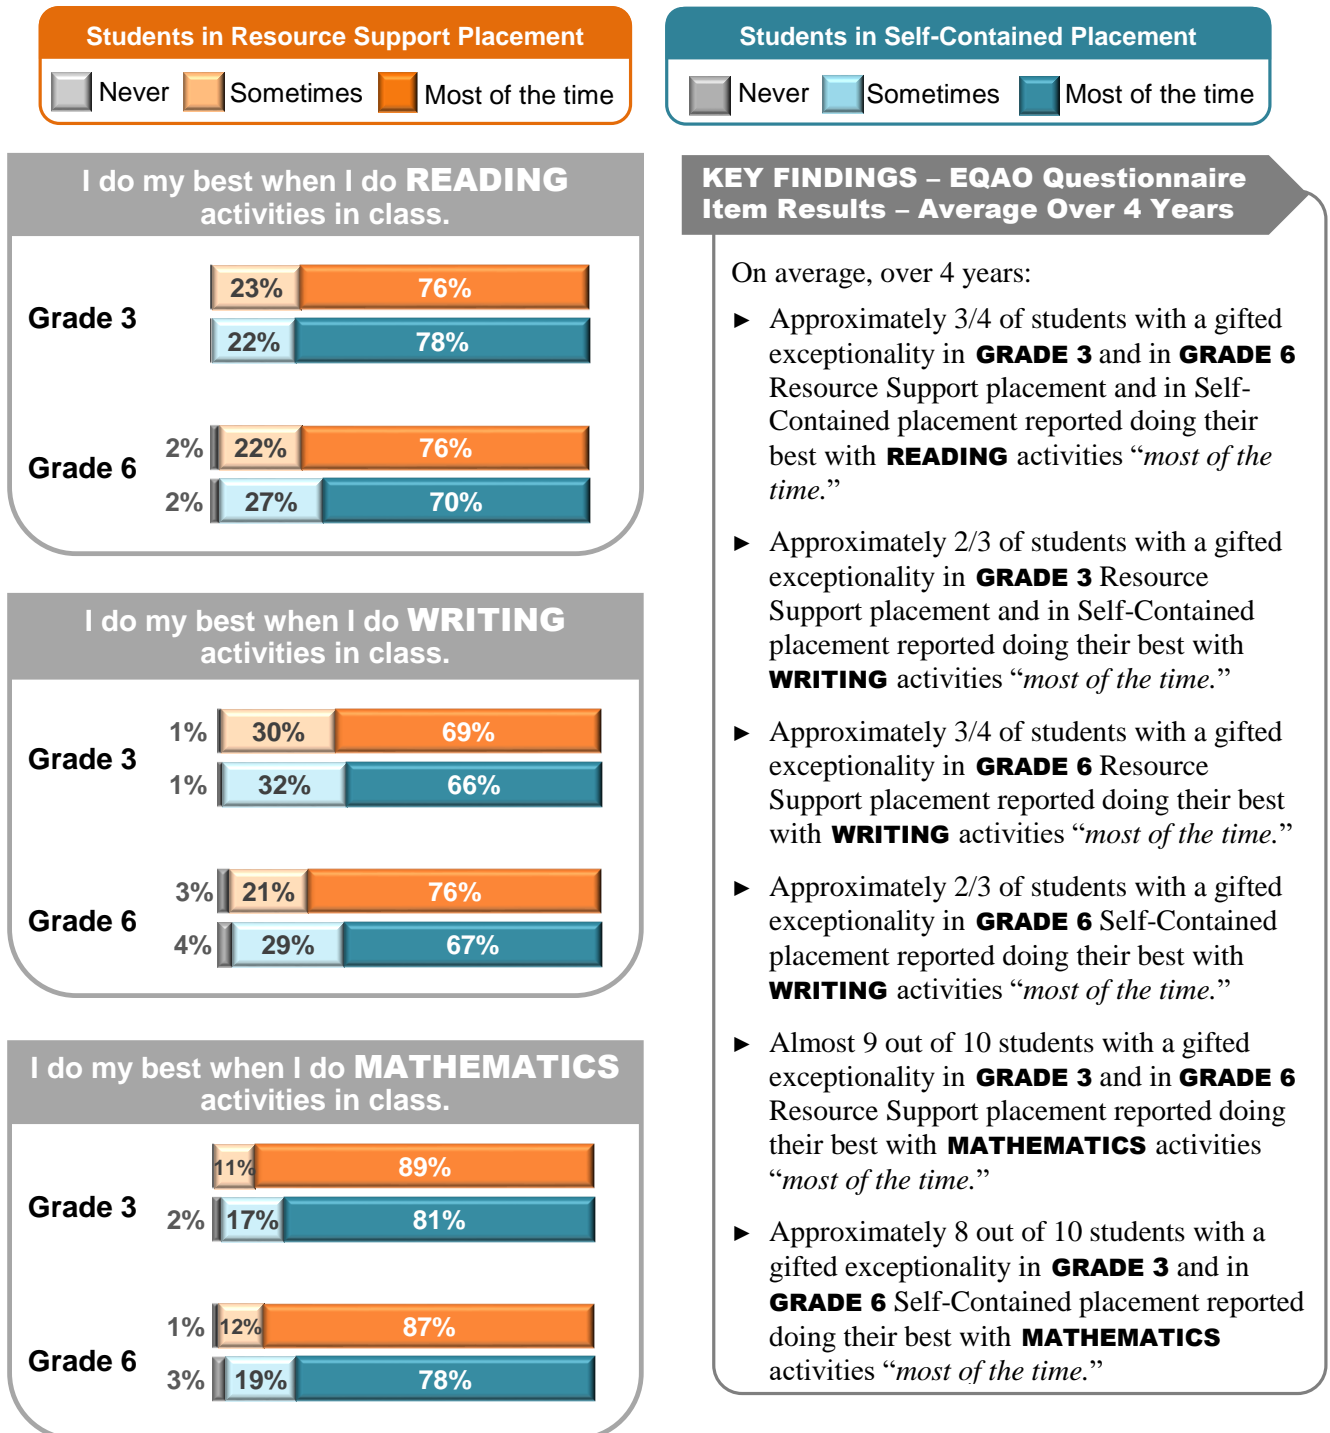 Students in Resource Support Placement
Never Sometimes Most of the time
Students in Self-Contained Placement
Never Sometimes Most of the time
I do my best when I do READING
activities in class.
Grade 3
23% 76%
22% 78%
Grade 6
2% 22% 76%
2% 27% 70%
I do my best when I do WRITING
activities in class.
Grade 3
1% 30% 69%
1% 32% 66%
Grade 6
3% 21% 76%
4% 29% 67%
I do my best when I do MATHEMATICS
activities in class.
Grade 3
11% 89%
2% 17% 81%
Grade 6
1% 12% 87%
3% 19% 78%
KEY FINDINGS – EQAO Questionnaire
Item Results – Average Over 4 Years
On average, over 4 years:
► Approximately 3/4 of students with a gifted
exceptionality in GRADE 3 and in GRADE 6
Resource Support placement and in Self-
Contained placement reported doing their
best with READING activities “most of the
time.”
► Approximately 2/3 of students with a gifted
exceptionality in GRADE 3 Resource
Support placement and in Self-Contained
placement reported doing their best with
WRITING activities “most of the time.”
► Approximately 3/4 of students with a gifted
exceptionality in GRADE 6 Resource
Support placement reported doing their best
with WRITING activities “most of the time.”
► Approximately 2/3 of students with a gifted
exceptionality in GRADE 6 Self-Contained
placement reported doing their best with
WRITING activities “most of the time.”
► Almost 9 out of 10 students with a gifted
exceptionality in GRADE 3 and in GRADE 6
Resource Support placement reported doing
their best with MATHEMATICS activities
“most of the time.”
► Approximately 8 out of 10 students with a
gifted exceptionality in GRADE 3 and in
GRADE 6 Self-Contained placement reported
doing their best with MATHEMATICS
activities “most of the time.”